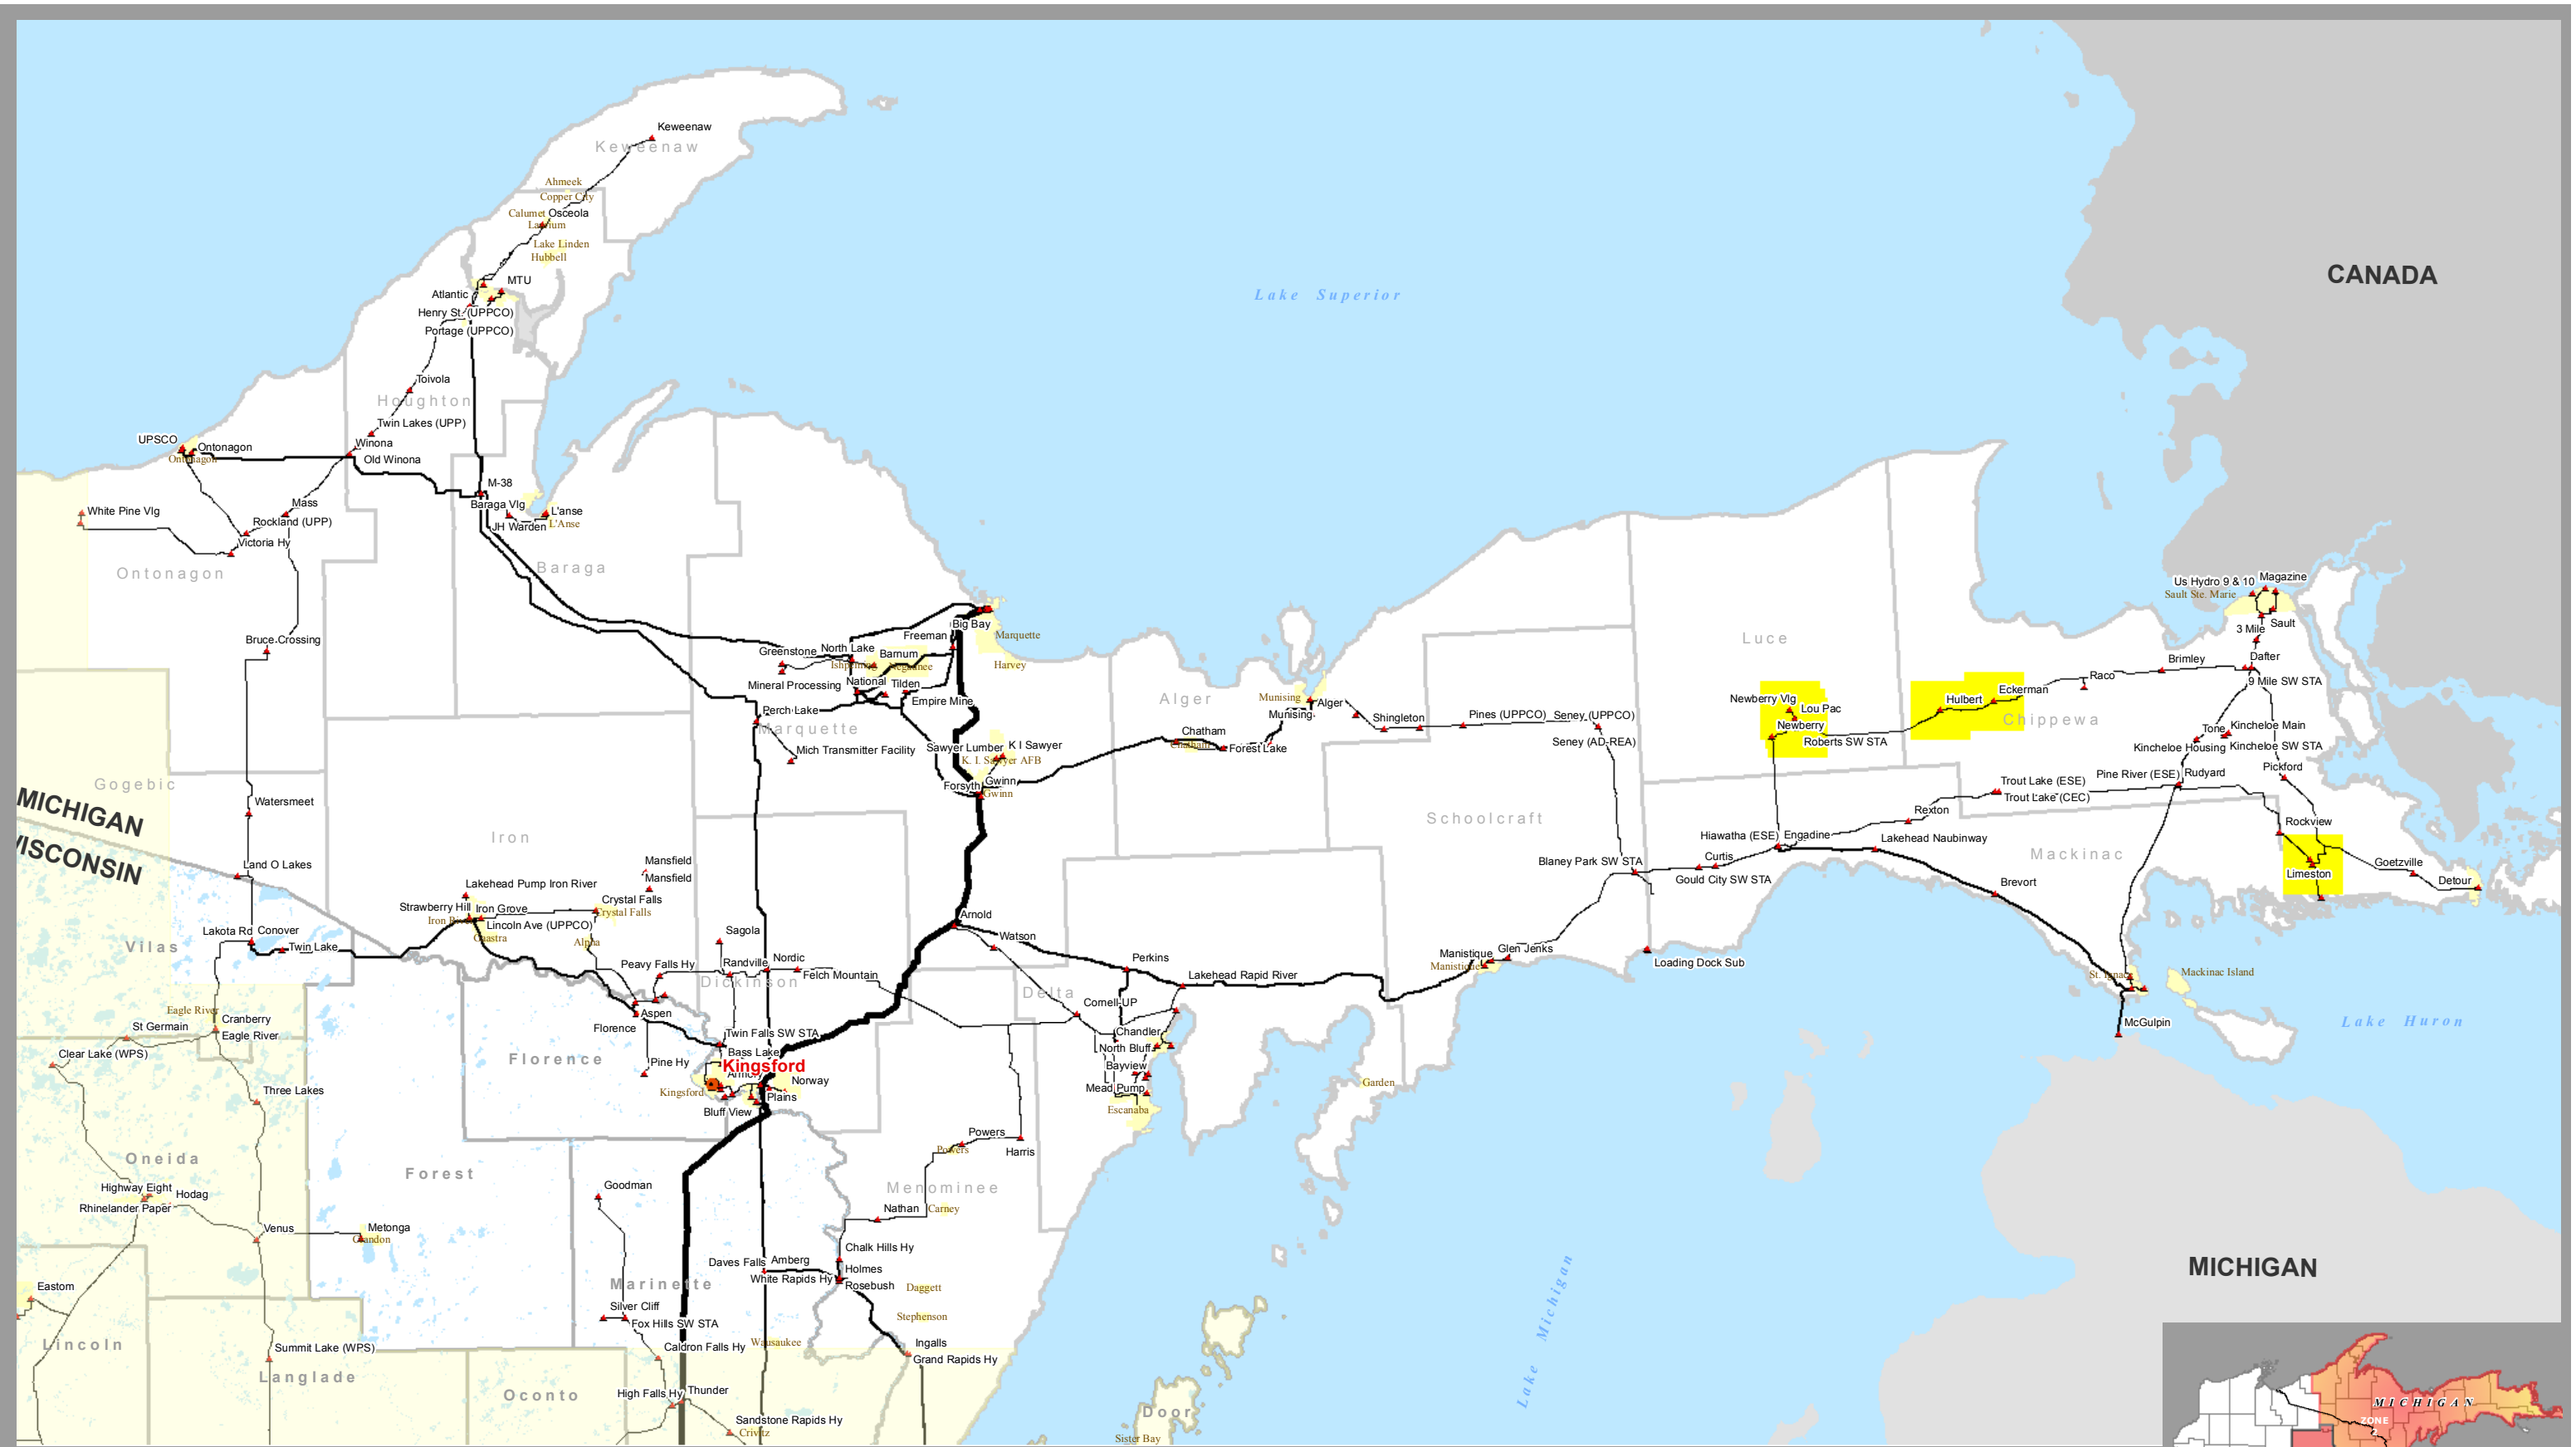 Keweenaw
Keweenaw
Ahmeek
Copper City
Calumet
Osceola
Laurium
Lake Linden
Hubbell
MTU
Atlantic
Henry St. (UPPCO)
Portage (UPPCO)
Lake Superior
CANADA
Toivola
Houghton
Twin Lakes (UPP)
Winona
Old Winona
UPSCO
Ontonagon
Ontonagon
M-38
Baraga Vlg
L'anse
L'Anse
JH Warden
White Pine Vlg
Mass
Rockland (UPP)
Victoria Hy
Ontonagon
Baraga
Bruce Crossing
Big Bay
Freeman
Marquette
Harvey
Greenstone
North Lake
Barnum
Ishpeming
Negaunee
Mineral Processing
National
Tilden
Empire Mine
Perch Lake
Marquette
Mich Transmitter Facility
Sawyer Lumber
K I Sawyer
K. I. Sawyer AFB
Forsyth
Gwinn
Gwinn
Alger
Munising
Munising
Alger
Chatham
Chatham
Forest Lake
Shingleton
Pines (UPPCO)
Seney (UPPCO)
Seney (AD-REA)
Luce
Newberry Vlg
Lou Pac
Newberry
Roberts SW STA
Hulbert
Eckerman
Chippewa
Raco
Brimley
Us Hydro 9 & 10
Magazine
Sault Ste. Marie
Sault
3 Mile
Dafter
9 Mile SW STA
Tone
Kincheloe Main
Kincheloe Housing
Kincheloe SW STA
Pickford
Trout Lake (ESE)
Trout Lake (CEC)
Pine River (ESE)
Rudyard
Rexton
Rockview
Limeston
Goetzville
Detour
Gogebic
MICHIGAN
Watersmeet
Land O Lakes
Iron
Schoolcraft
Hiawatha (ESE)
Engadine
Lakehead Naubinway
Mackinac
Blaney Park SW STA
Curtis
Gould City SW STA
Brevort
Mansfield
Mansfield
Lakehead Pump Iron River
Strawberry Hill
Iron Grove
Crystal Falls
Crystal Falls
Lincoln Ave (UPPCO)
Alpha
Lakota Rd
Conover
Twin Lake
Vilas
Arnold
Watson
Sagola
Peavy Falls Hy
Randville
Nordic
Felch Mountain
Dickinson
Perkins
Lakehead Rapid River
Manistique
Manistique
Glen Jenks
Loading Dock Sub
St. Ignace
Mackinac Island
McGulpin
Lake Huron
Delta
Cornell-UP
Chandler
North Bluff
Bayview
Mead Pump
Escanaba
Garden
Eagle River
Cranberry
Eagle River
St Germain
Clear Lake (WPS)
Three Lakes
Aspen
Florence
Florence
Pine Hy
Twin Falls SW STA
Bass Lake
Kingsford
Kingsford
Norway
Plains
Bluff View
Powers
Powers
Harris
Oneida
Forest
Menominee
Highway Eight
Hodag
Rhinelander Paper
Venus
Metonga
Crandon
Goodman
Nathan
Carney
Chalk Hills Hy
Daves Falls
Amberg
Holmes
White Rapids Hy
Rosebush
Daggett
Stephenson
Marinette
Silver Cliff
Fox Hills SW STA
Caldron Falls Hy
Wausaukee
Ingalls
Grand Rapids Hy
Eastom
Lincoln
Summit Lake (WPS)
Langlade
Oconto
High Falls Hy
Thunder
Sandstone Rapids Hy
Crivitz
Door
Sister Bay
Lake Michigan
MICHIGAN
MICHIGAN
ZONE